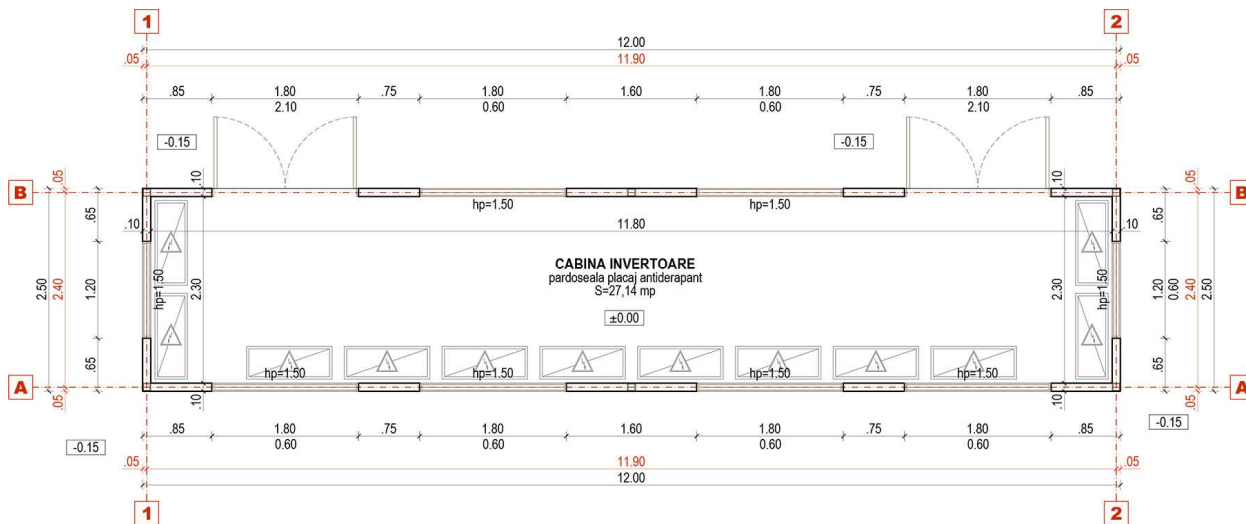 1 2
12.00
.05 11.90 .05
.85 1.80 .75 1.80 1.60 1.80 .75 1.80 .85
2.10 0.60 0.60 2.10
-0.15 -0.15
.10 .10
B B
hp=1.50 hp=1.50
.05 .65 .65 .05
.10 11.80 .10
2.50 2.40 1.20 hp=1.50 2.30
CABINA INVERTOARE
pardoseala placaj antiderapant
S=27,14 mp
±0.00
2.30 hp=1.50 1.20 0.60 2.40 2.50
hp=1.50 hp=1.50 hp=1.50 hp=1.50
.65 .65
A A
.05 .10 .10 .05
-0.15 -0.15
.85 1.80 .75 1.80 1.60 1.80 .75 1.80 .85
0.60 0.60 0.60 0.60
.05 11.90 .05
12.00
1 2